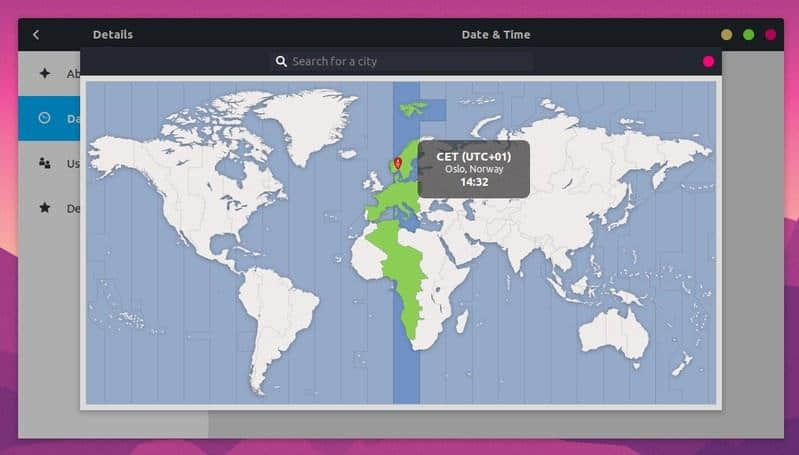 Details
Date & Time
Search for a city
Ab
Da
Us
De
CET (UTC+01)
Oslo, Norway
14:32